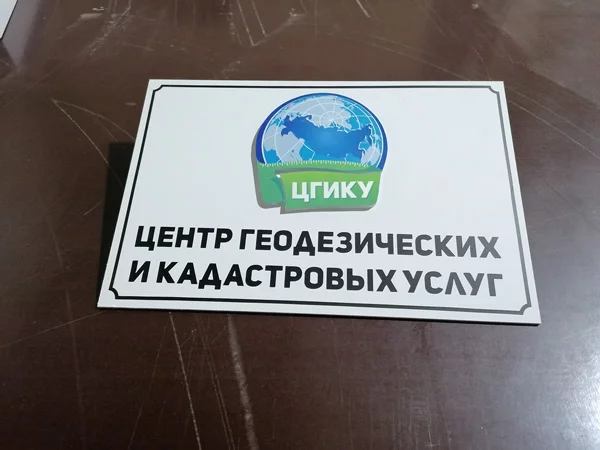 ЦГИКУ
ЦЕНТР ГЕОДЕЗИЧЕСКИХ
И КАДАСТРОВЫХ УСЛУГ